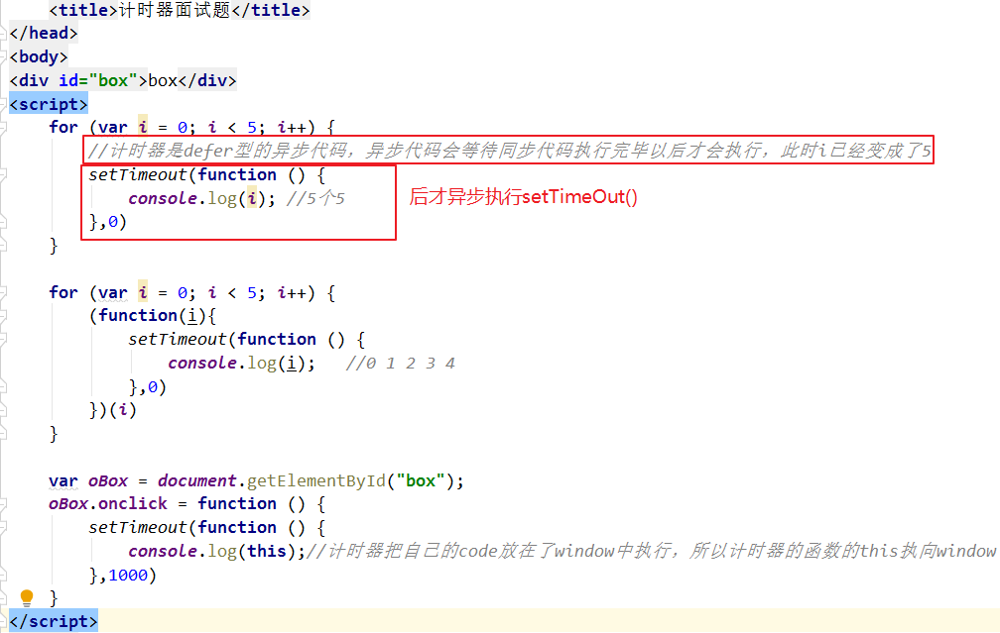 <title>计时器面试题</title>
</head>
<body>
<div id="box">box</div>
<script>
for (var i = 0; i < 5; i++) {
//计时器是defer型的异步代码，异步代码会等待同步代码执行完毕以后才会执行，此时i已经变成了5
setTimeout(function () {
console.log(i); //5个5
后才异步执行setTimeOut()
},0)
}
for (var i = 0; i < 5; i++) {
(function(i){
setTimeout(function () {
console.log(i); //0 1 2 3 4
},0)
})(i)
}
var oBox = document.getElementById("box");
oBox.onclick = function () {
setTimeout(function () {
console.log(this);//计时器把自己的code放在了window中执行，所以计时器的函数的this执向window
},1000)
}
</script>